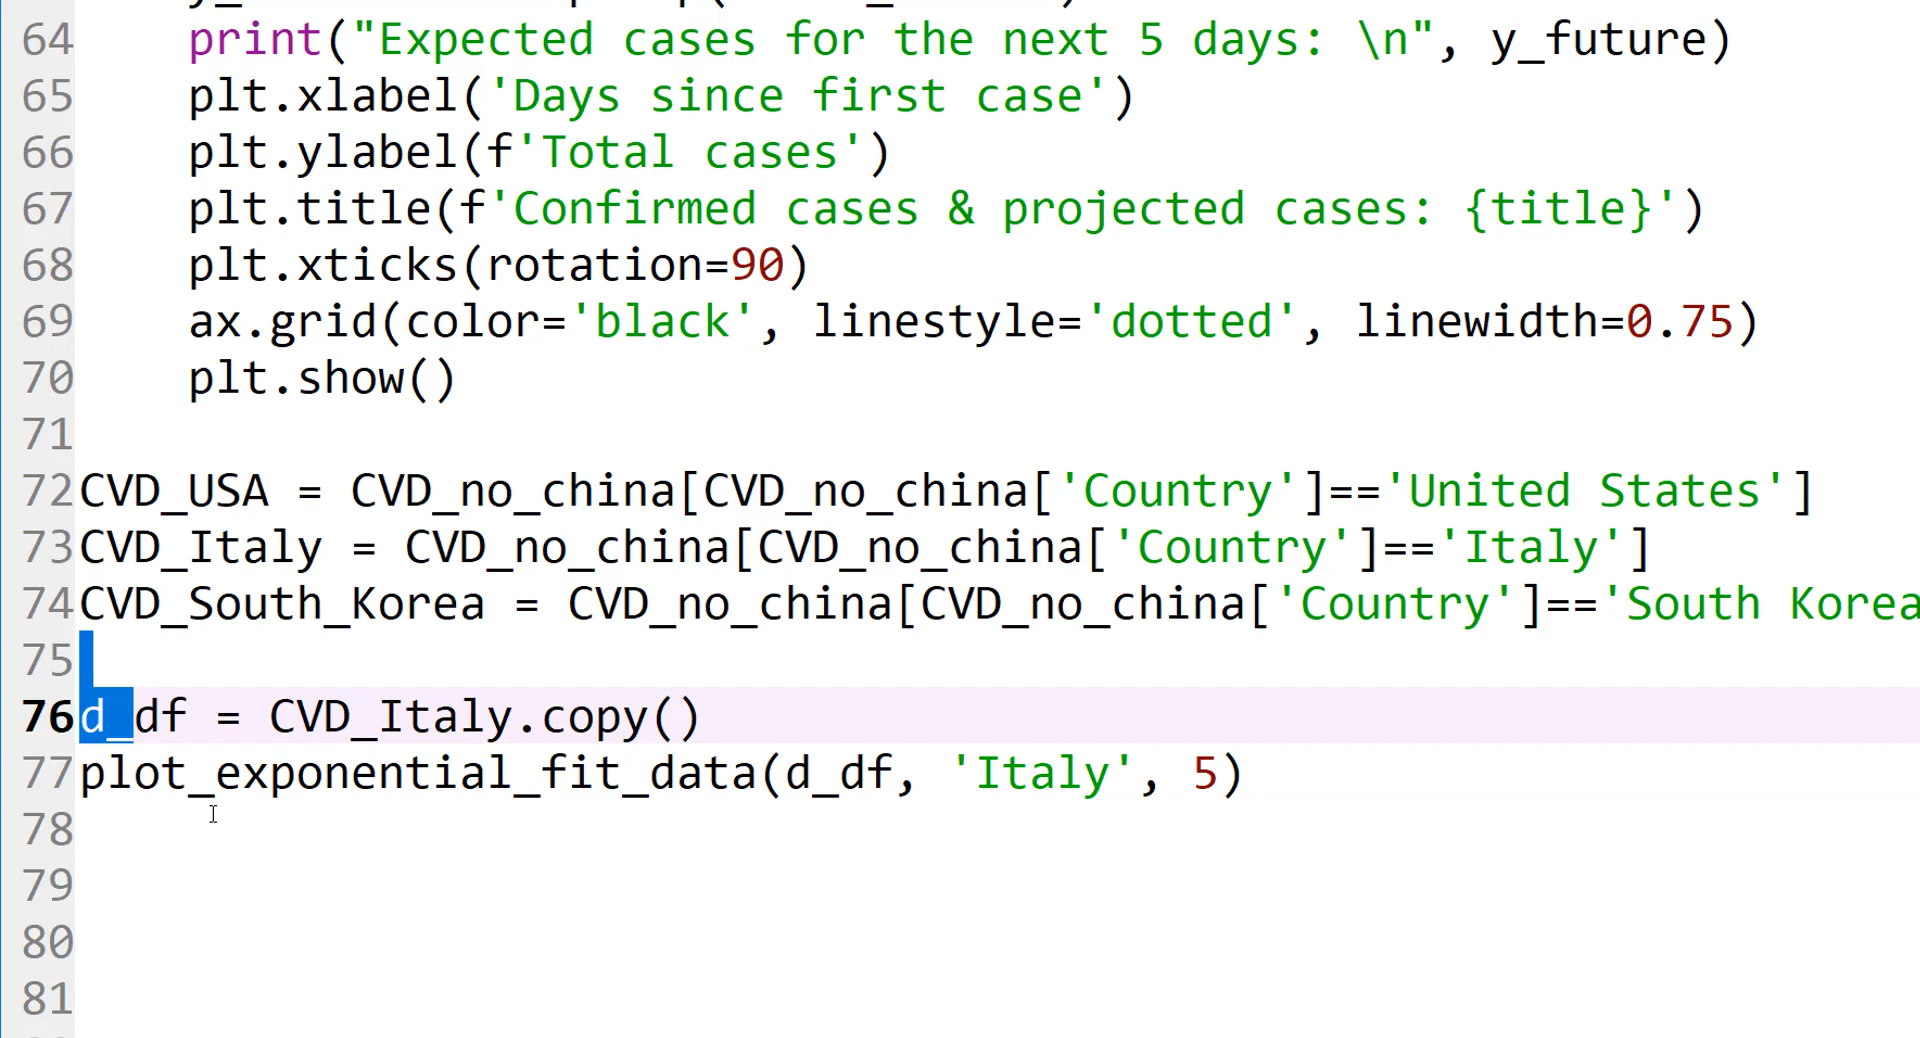 64 print("Expected cases for the next 5 days: \n", y_future)
65 plt.xlabel('Days since first case')
66 plt.ylabel(f'Total cases')
67 plt.title(f'Confirmed cases & projected cases: {title}')
68 plt.xticks(rotation=90)
69 ax.grid(color='black', linestyle='dotted', linewidth=0.75)
70 plt.show()
71
72 CVD_USA = CVD_no_china[CVD_no_china['Country']=='United States']
73 CVD_Italy = CVD_no_china[CVD_no_china['Country']=='Italy']
74 CVD_South_Korea = CVD_no_china[CVD_no_china['Country']=='South Korea
75
76 d_df = CVD_Italy.copy()
77 plot_exponential_fit_data(d_df, 'Italy', 5)
78
79
80
81